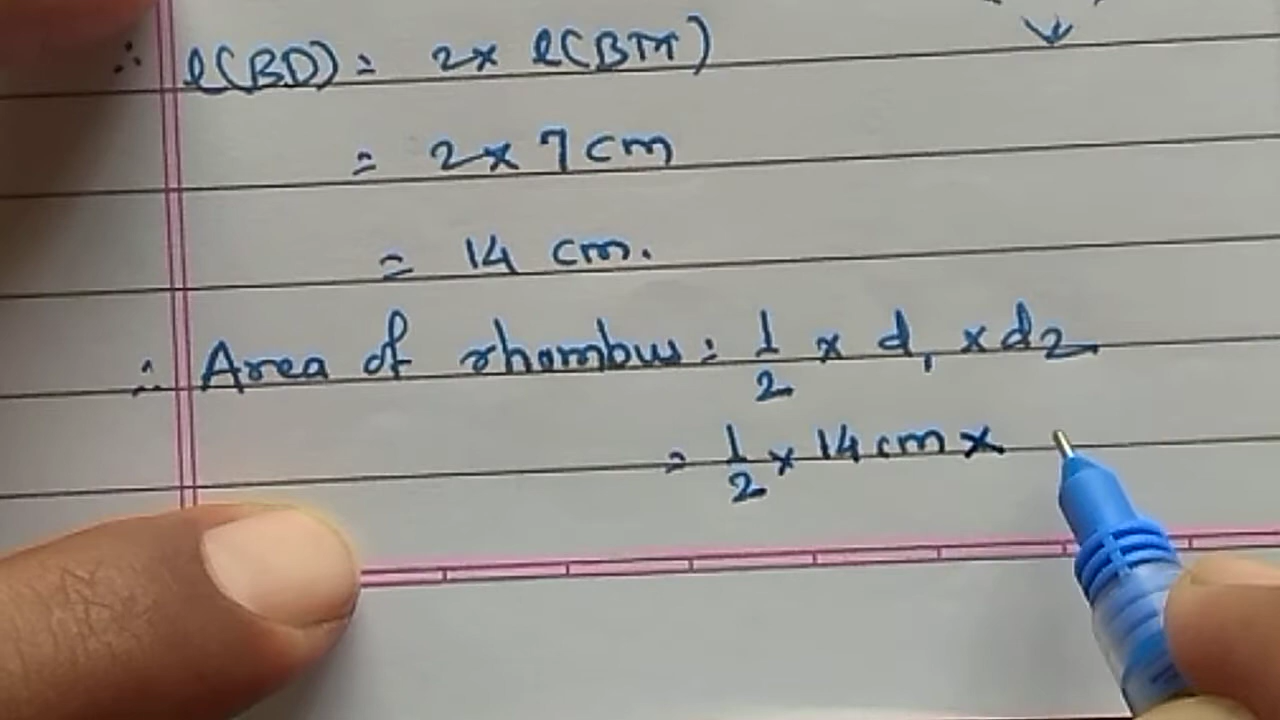 ∴ l(BD) = 2 × l(BM)
= 2 × 7 cm
= 14 cm.
∴ Area of rhombus = 1/2 × d1 × d2
= 1/2 × 14 cm ×